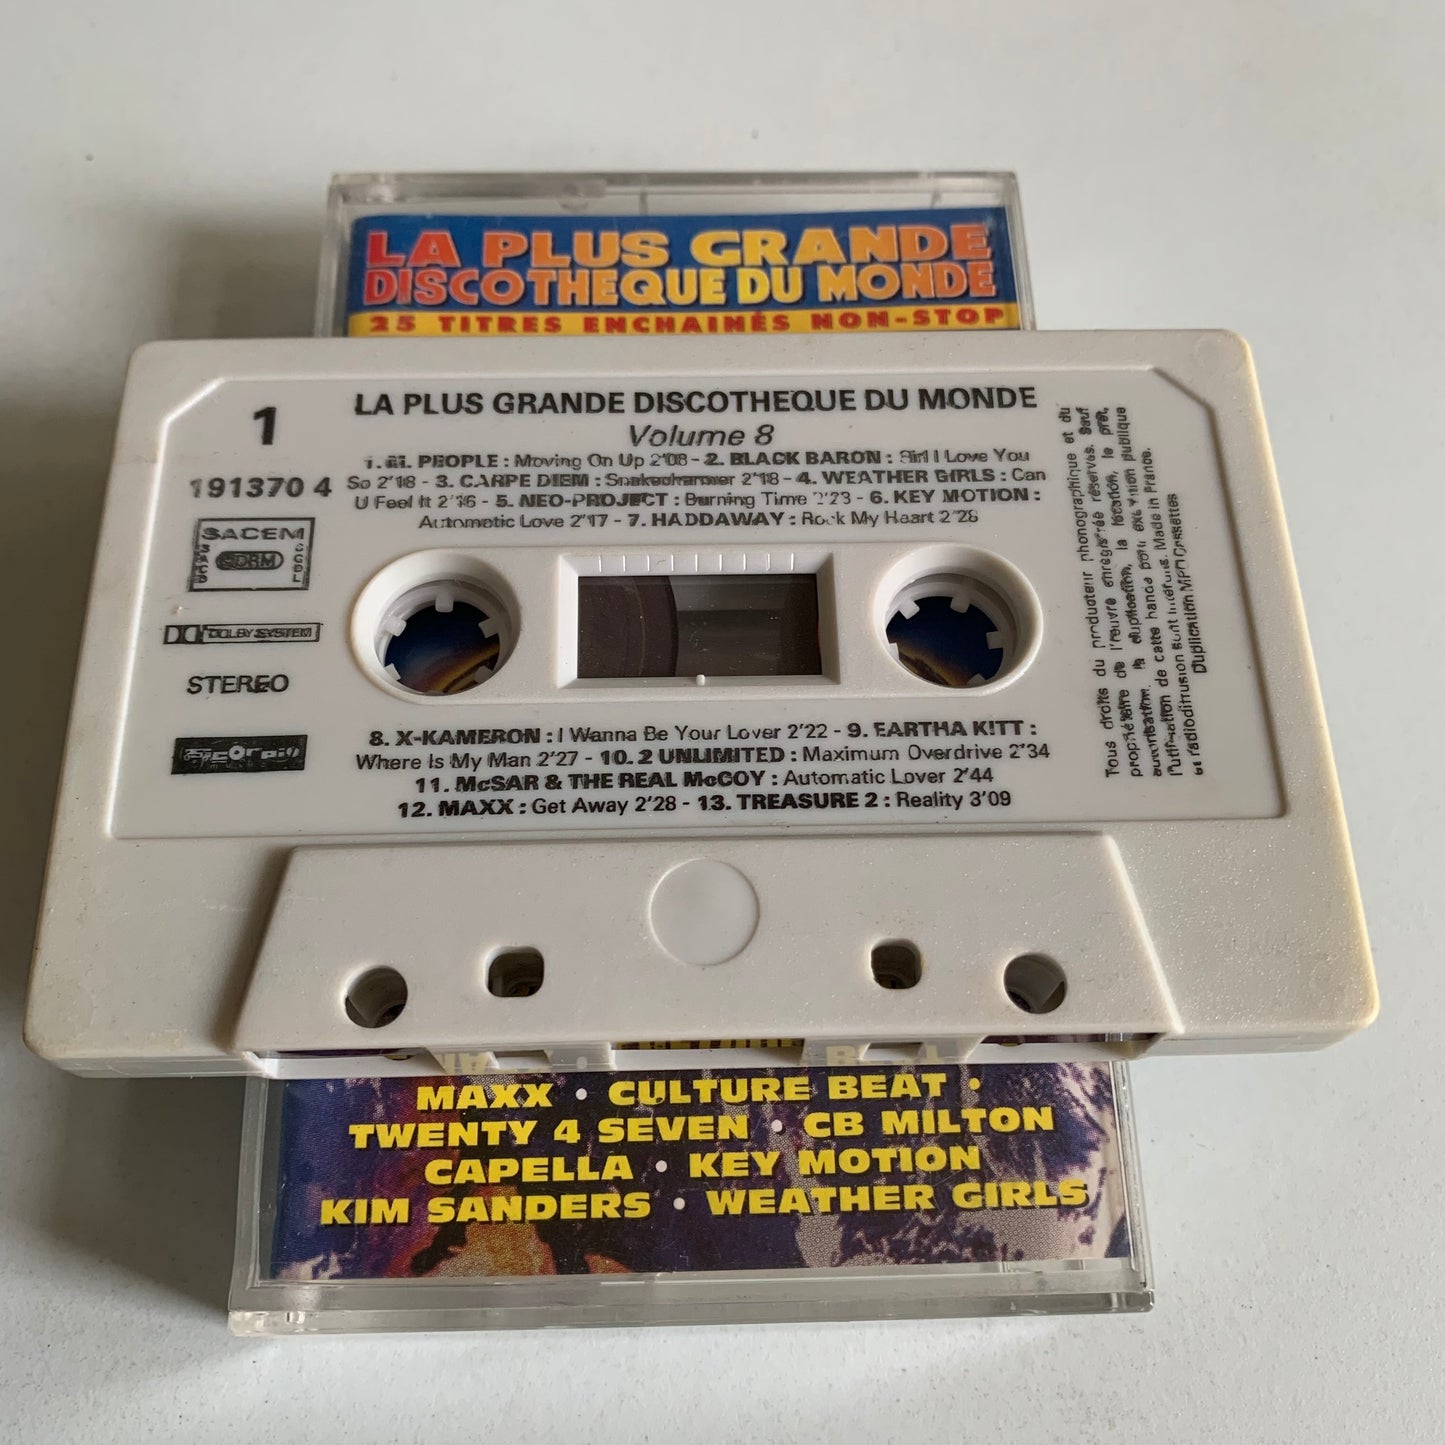 LA PLUS GRANDE
DISCOTHEQUE DU MONDE
25 TITRES ENCHAINÉS NON-STOP
1
LA PLUS GRANDE DISCOTHEQUE DU MONDE
Volume 8
1. M. PEOPLE : Moving On Up 2'08 - 2. BLACK BARON : Girl I Love You
So 2'18 - 3. CARPE DIEM : Snakecharmer 2'18 - 4. WEATHER GIRLS : Can
U Feel It 2'16 - 5. NEO-PROJECT : Burning Time 2'23 - 6. KEY MOTION :
Automatic Love 2'17 - 7. HADDAWAY : Rock My Heart 2'28
191370 4
SACEM
SACD
SDRM
SGDL
DOLBY SYSTEM
STEREO
scorpio
8. X-KAMERON : I Wanna Be Your Lover 2'22 - 9. EARTHA KITT :
Where Is My Man 2'27 - 10. 2 UNLIMITED : Maximum Overdrive 2'34
11. McSAR & THE REAL McCOY : Automatic Lover 2'44
12. MAXX : Get Away 2'28 - 13. TREASURE 2 : Reality 3'09
Tous droits du producteur phonographique et du
propriétaire de l'œuvre enregistrée réservés. Sauf
autorisation, la duplication, la location, le prêt,
l'utilisation de cette bande pour exécution publique
et radiodiffusion sont interdits. Made in France.
Duplication MPO Cassettes
MAXX • CULTURE BEAT •
TWENTY 4 SEVEN • CB MILTON
CAPELLA • KEY MOTION
KIM SANDERS • WEATHER GIRLS